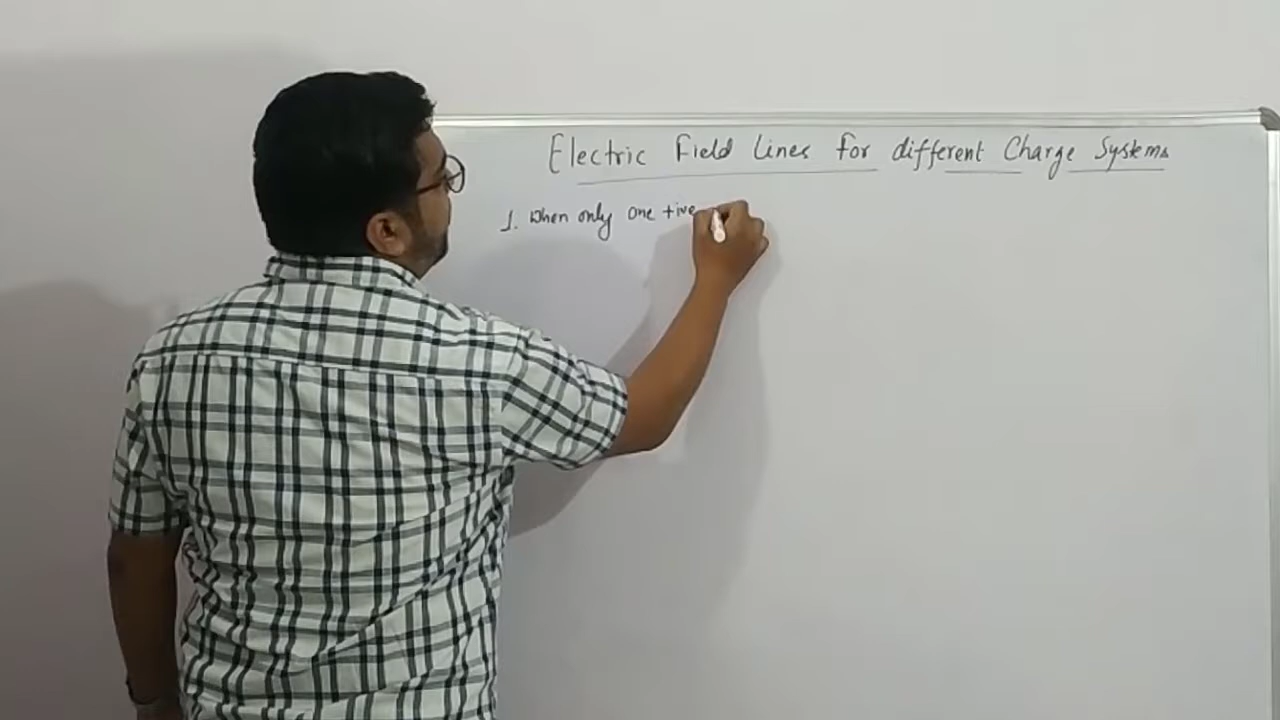 Electric Field Lines For different Charge Systems
1. When only one +ive